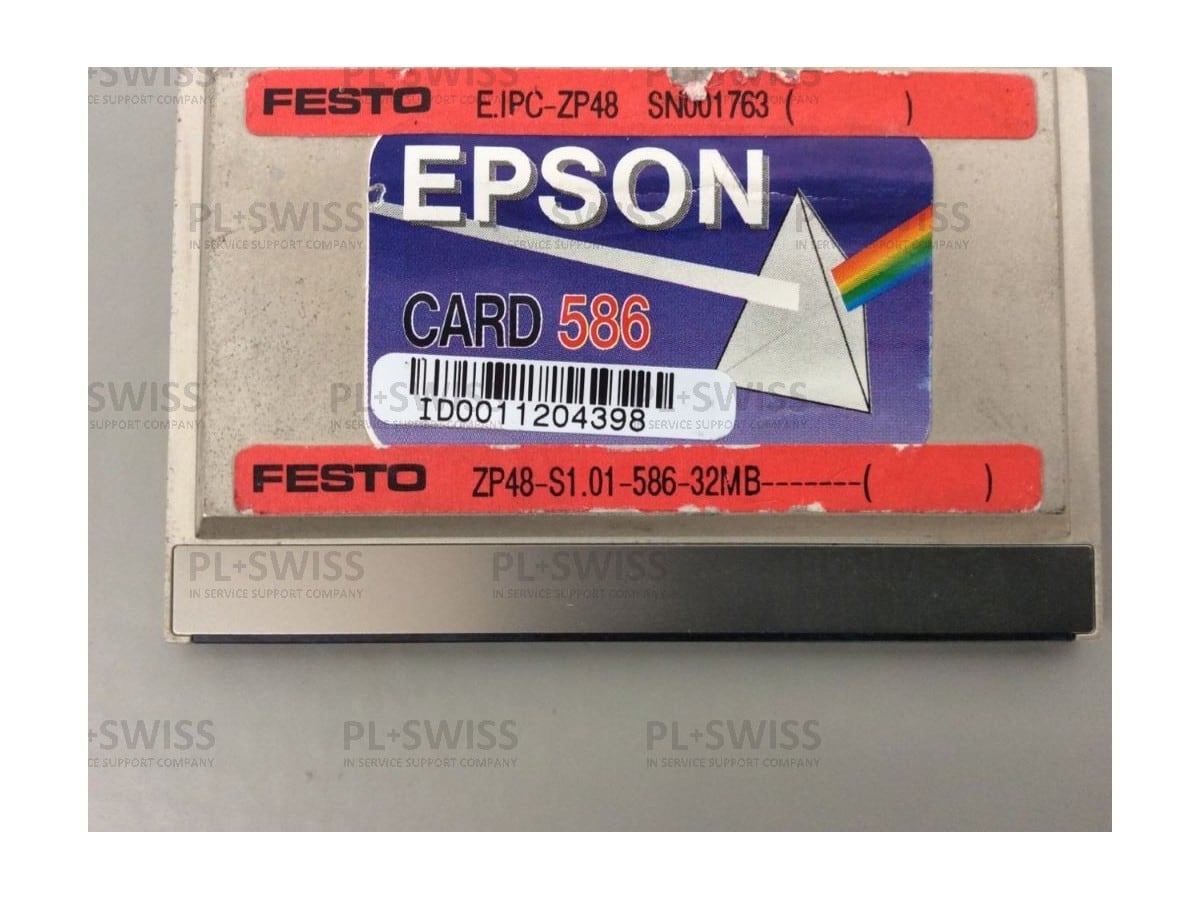 FESTO E.IPC-ZP48 SN001763 ( )
EPSON
CARD 586
ID0011204398
FESTO ZP48-S1.01-586-32MB-------( )
PL+SWISS
IN SERVICE SUPPORT COMPANY